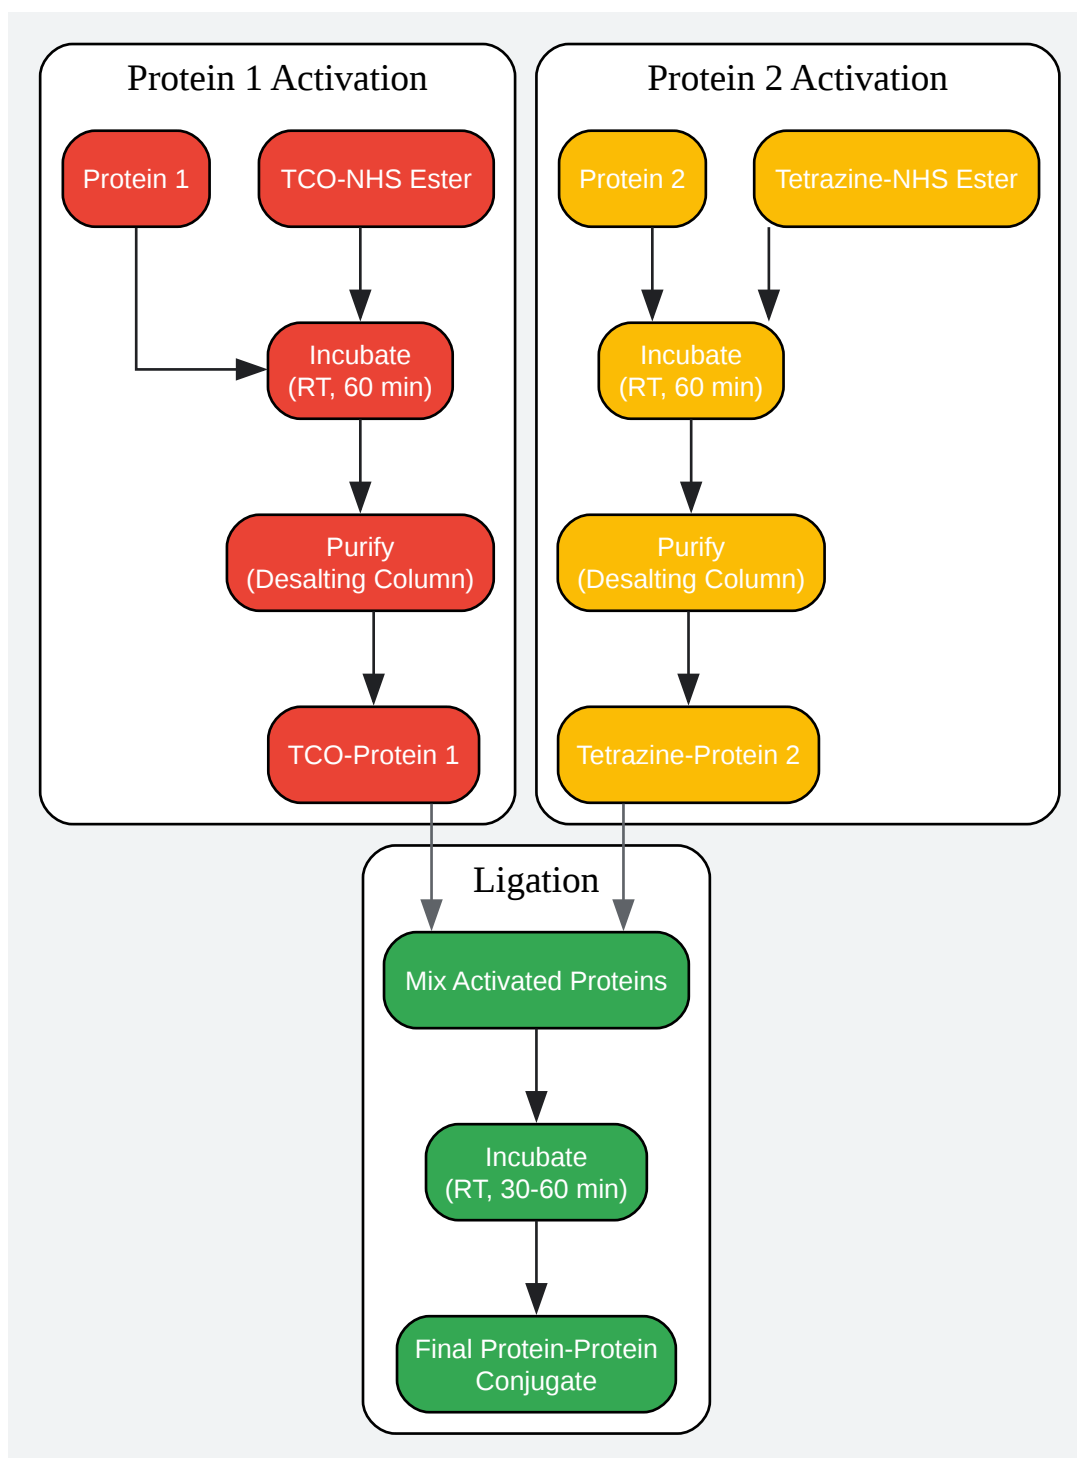 Protein 1 Activation
Protein 1
TCO-NHS Ester
Incubate
(RT, 60 min)
Purify
(Desalting Column)
TCO-Protein 1
Protein 2 Activation
Protein 2
Tetrazine-NHS Ester
Incubate
(RT, 60 min)
Purify
(Desalting Column)
Tetrazine-Protein 2
Ligation
Mix Activated Proteins
Incubate
(RT, 30-60 min)
Final Protein-Protein
Conjugate